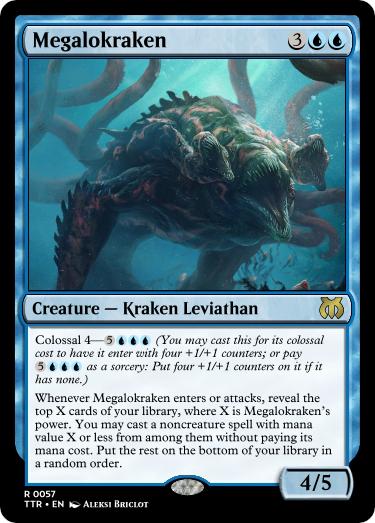 Megalokraken 3
Creature — Kraken Leviathan
Colossal 4—5 (You may cast this for its colossal
cost to have it enter with four +1/+1 counters; or pay
5 as a sorcery: Put four +1/+1 counters on it if it
has none.)
Whenever Megalokraken enters or attacks, reveal the
top X cards of your library, where X is Megalokraken's
power. You may cast a noncreature spell with mana
value X or less from among them without paying its
mana cost. Put the rest on the bottom of your library in
a random order.
4/5
R 0057
TTR • EN Aleksi Briclot